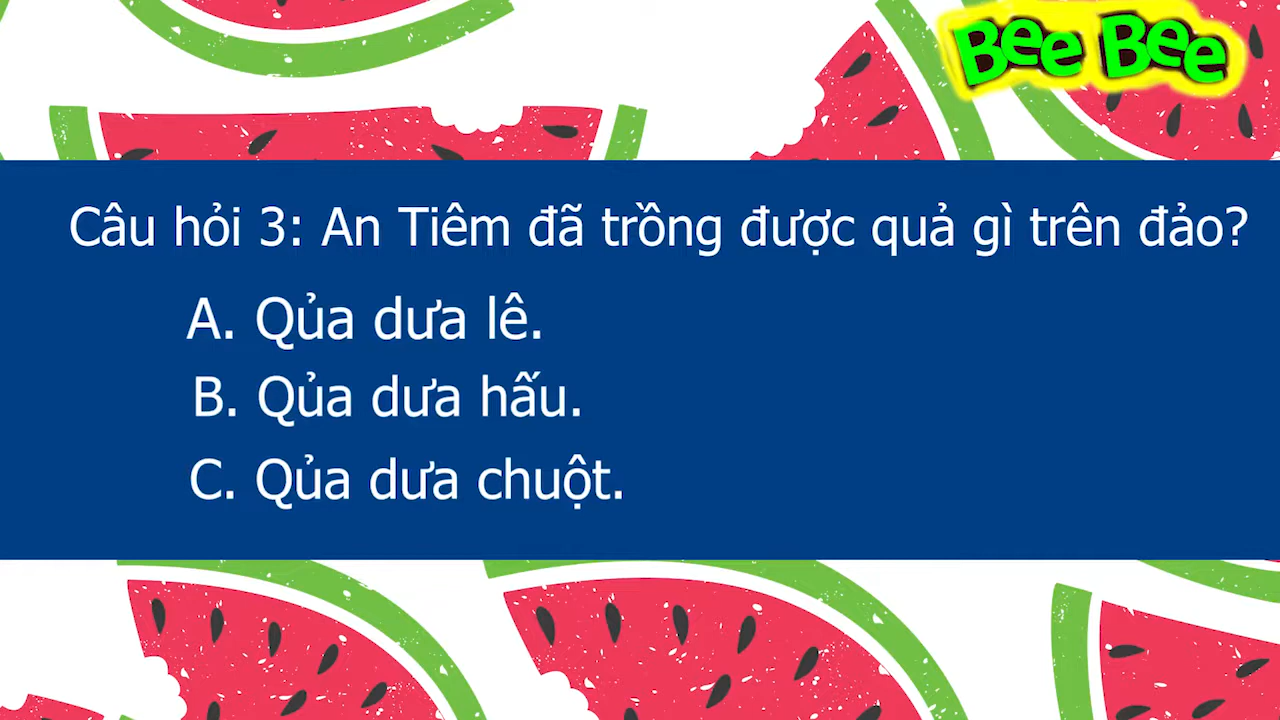 Bee Bee
Câu hỏi 3: An Tiêm đã trồng được quả gì trên đảo?
A. Qủa dưa lê.
B. Qủa dưa hấu.
C. Qủa dưa chuột.